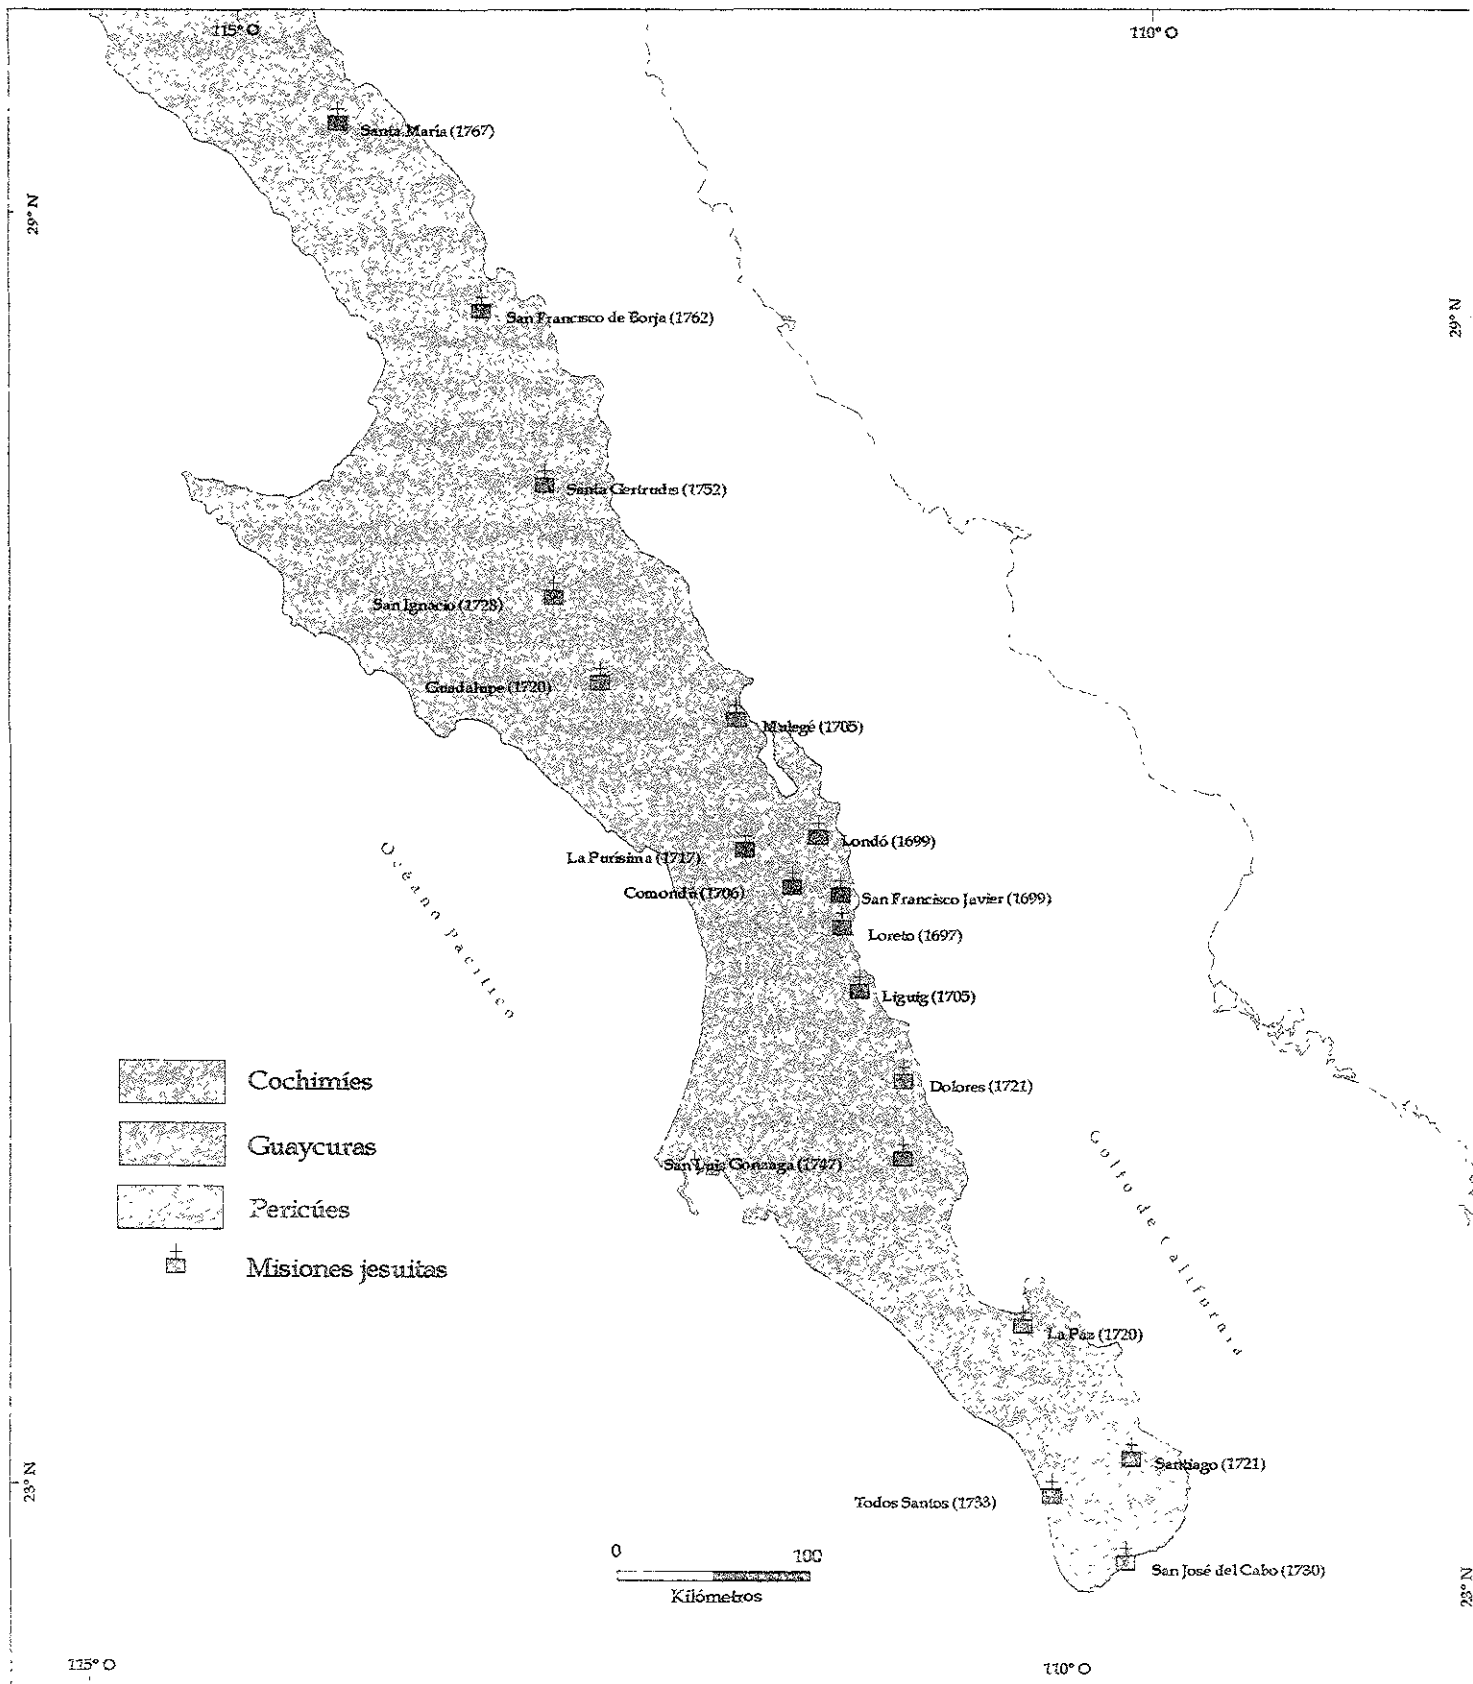 115° O
110° O
Santa María (1767)
29° N
San Francisco de Borja (1762)
29° N
Santa Gertrudis (1752)
San Ignacio (1728)
Guadalupe (1720)
Mulegé (1705)
Londó (1699)
La Purísima (1717)
Comondú (1706)
San Francisco Javier (1699)
Loreto (1697)
Océano Pacífico
Liguig (1705)
Cochimíes
Dolores (1721)
Guaycuras
San Luis Gonzaga (1747)
Golfo de California
Pericúes
Misiones jesuitas
La Paz (1720)
Santiago (1721)
23° N
Todos Santos (1733)
0 100
Kilómetros
San José del Cabo (1730)
23° N
115° O
110° O